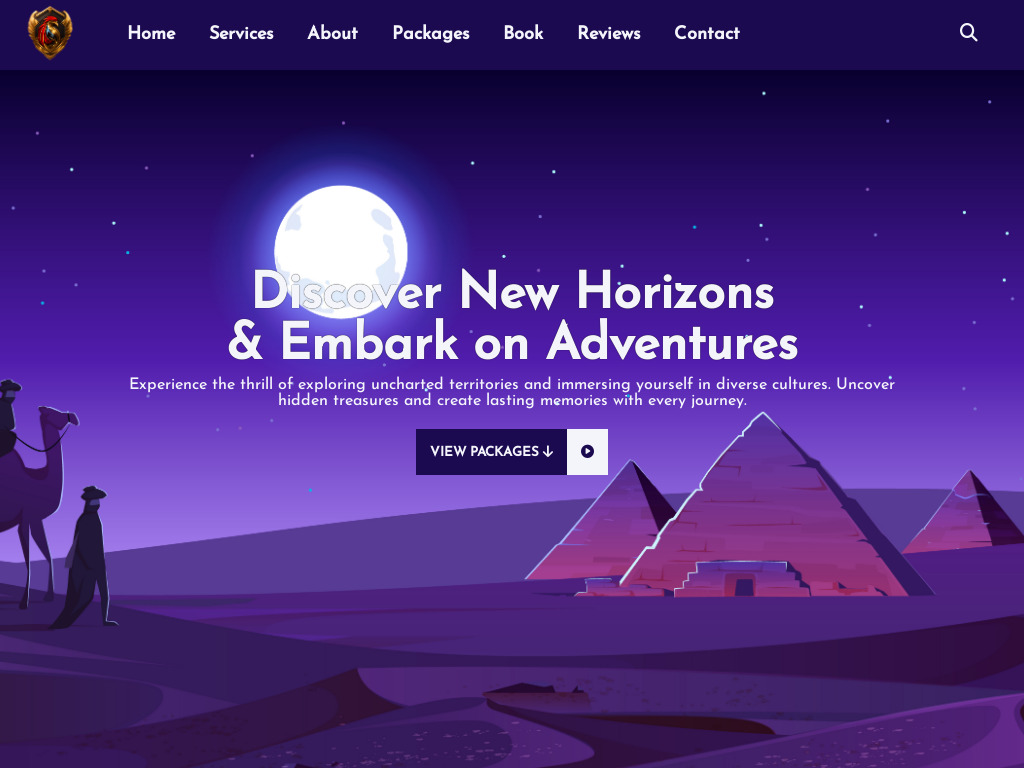 Home Services About Packages Book Reviews Contact
Discover New Horizons
& Embark on Adventures
Experience the thrill of exploring uncharted territories and immersing yourself in diverse cultures. Uncover
hidden treasures and create lasting memories with every journey.
VIEW PACKAGES